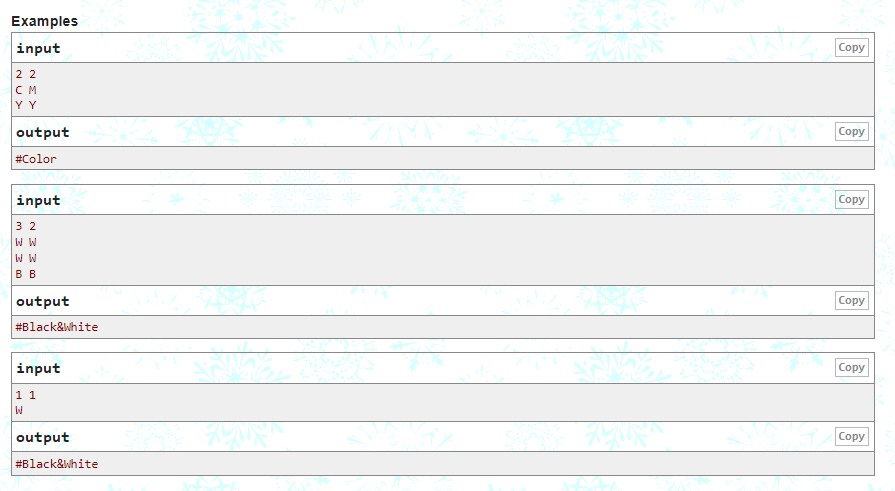 Examples
input
Copy
2 2
C M
Y Y
output
Copy
#Color
input
Copy
3 2
W W
W W
B B
output
Copy
#Black&White
input
Copy
1 1
W
output
Copy
#Black&White